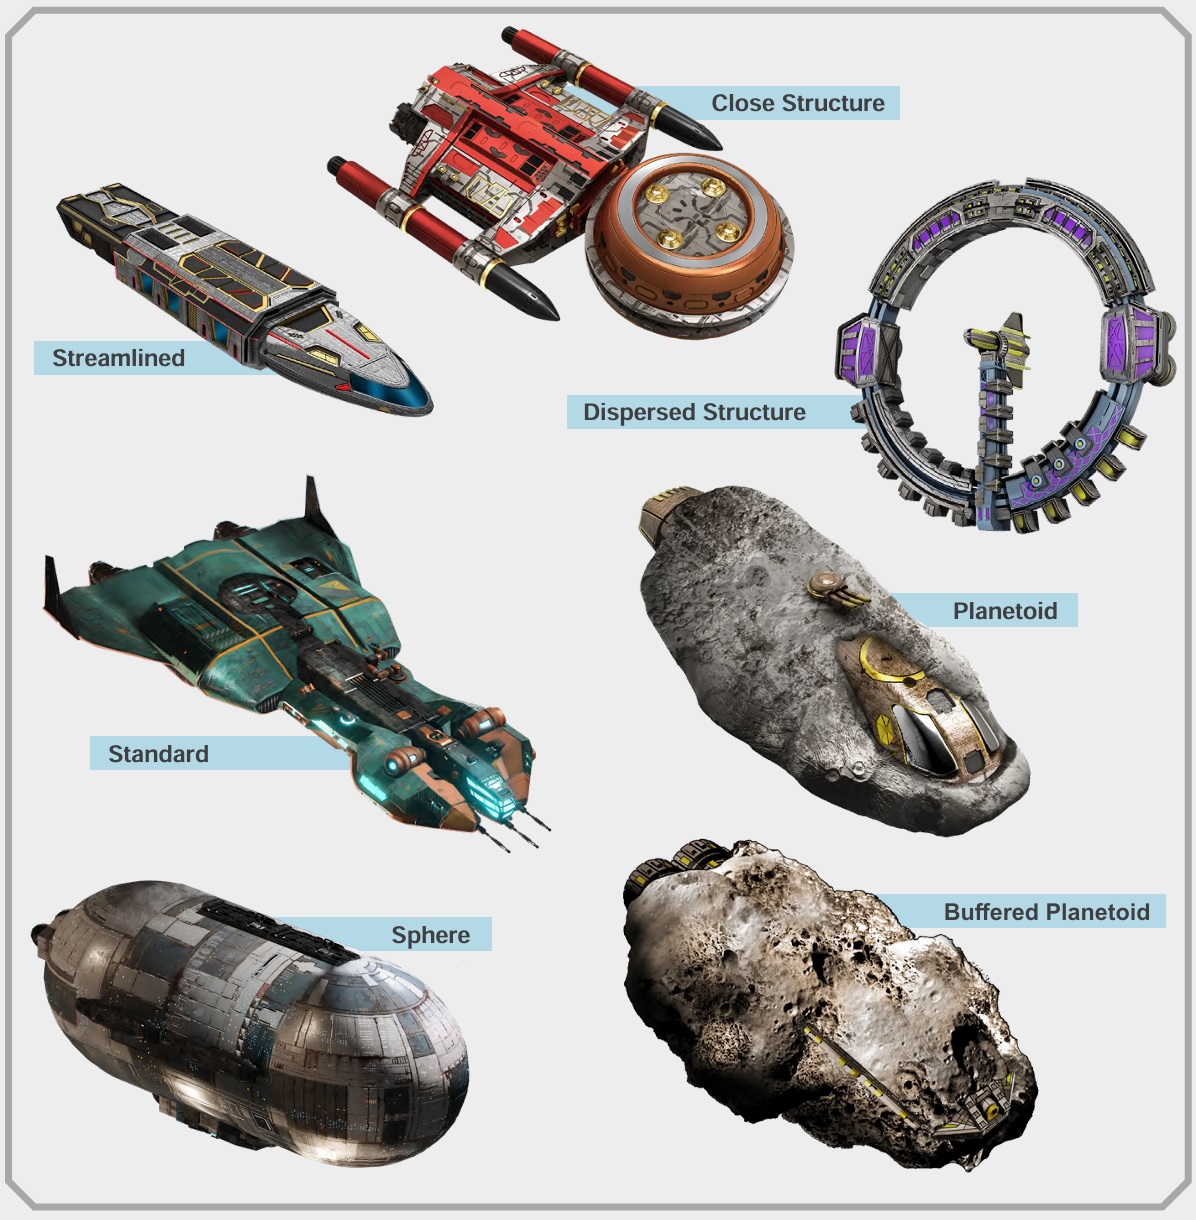 Close Structure
Streamlined
Dispersed Structure
Planetoid
Standard
Buffered Planetoid
Sphere